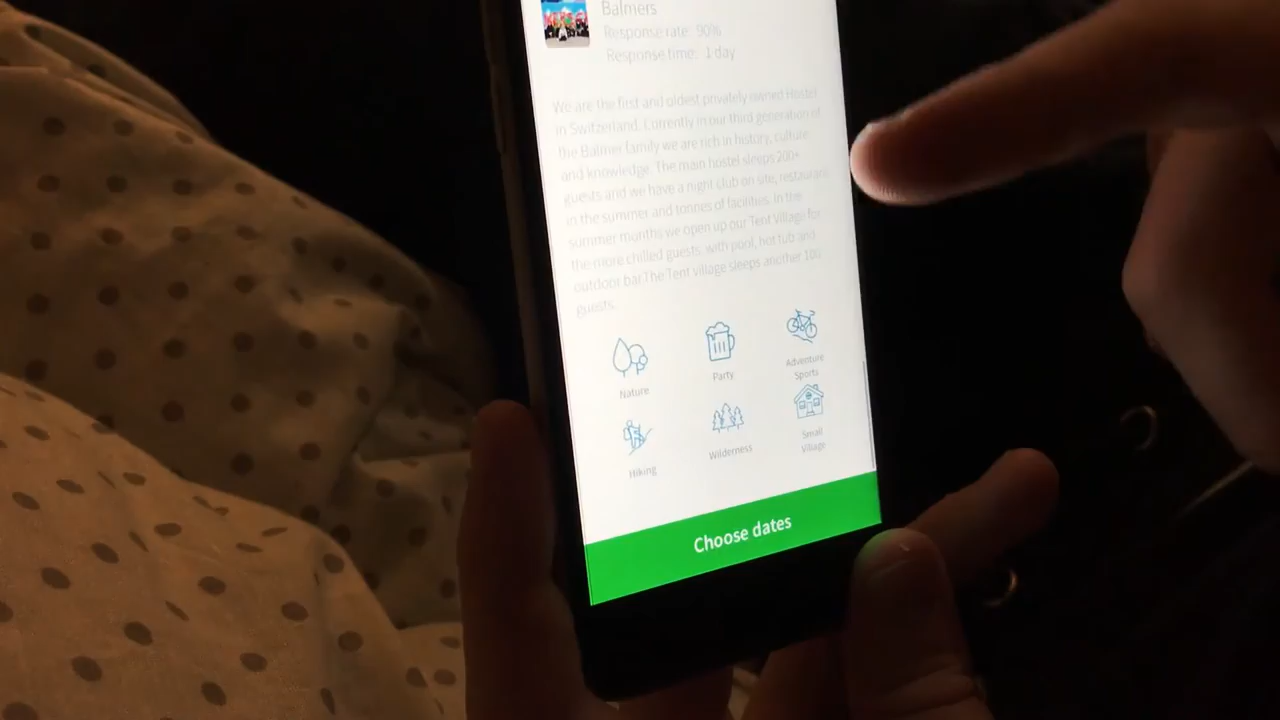 Balmers
Response rate: 90%
Response time: 1 day
We are the first and oldest privately owned Hostel
in Switzerland. Currently in our third generation of
the Balmer family we are rich in history, culture
and knowledge. The main hostel sleeps 200+
guests and we have a night club on site, restaurant
in the summer and tonnes of facilities. In the
summer months we open up our Tent Village for
the more chilled guests, with pool, hot tub and
outdoor bar.The Tent village sleeps another 100
guests.
Nature
Party
Adventure
Sports
Hiking
Wilderness
Small
Village
Choose dates